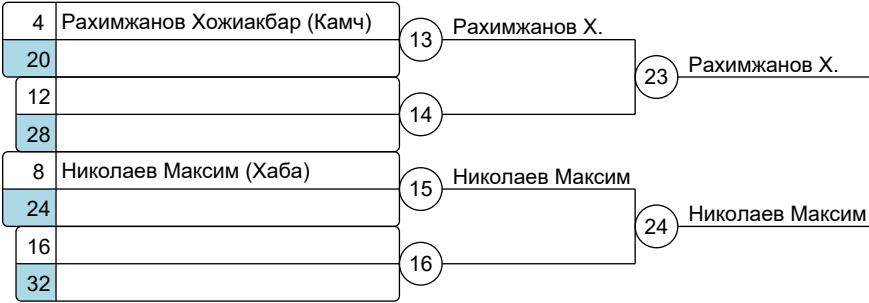 4 Рахимжанов Хожиакбар (Камч)
13 Рахимжанов Х.
20
23 Рахимжанов Х.
12
14
28
8 Николаев Максим (Хаба)
15 Николаев Максим
24
24 Николаев Максим
16
16
32